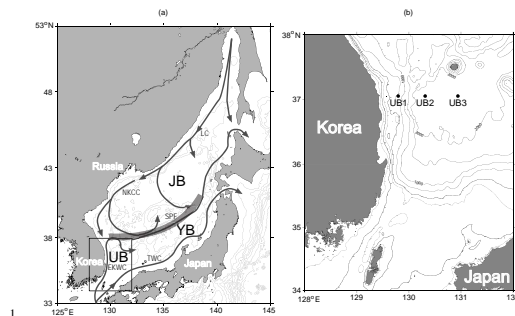 (a)
53°N
48
43
38
33
125°E
130
135
140
145
Russia
Korea
Japan
LC
JB
NKCC
SPF
YB
UB
EKWC
TWC
(b)
38°N
37
36
35
34
128°E
129
130
131
13
UB1
UB2
UB3
Korea
Japan
1